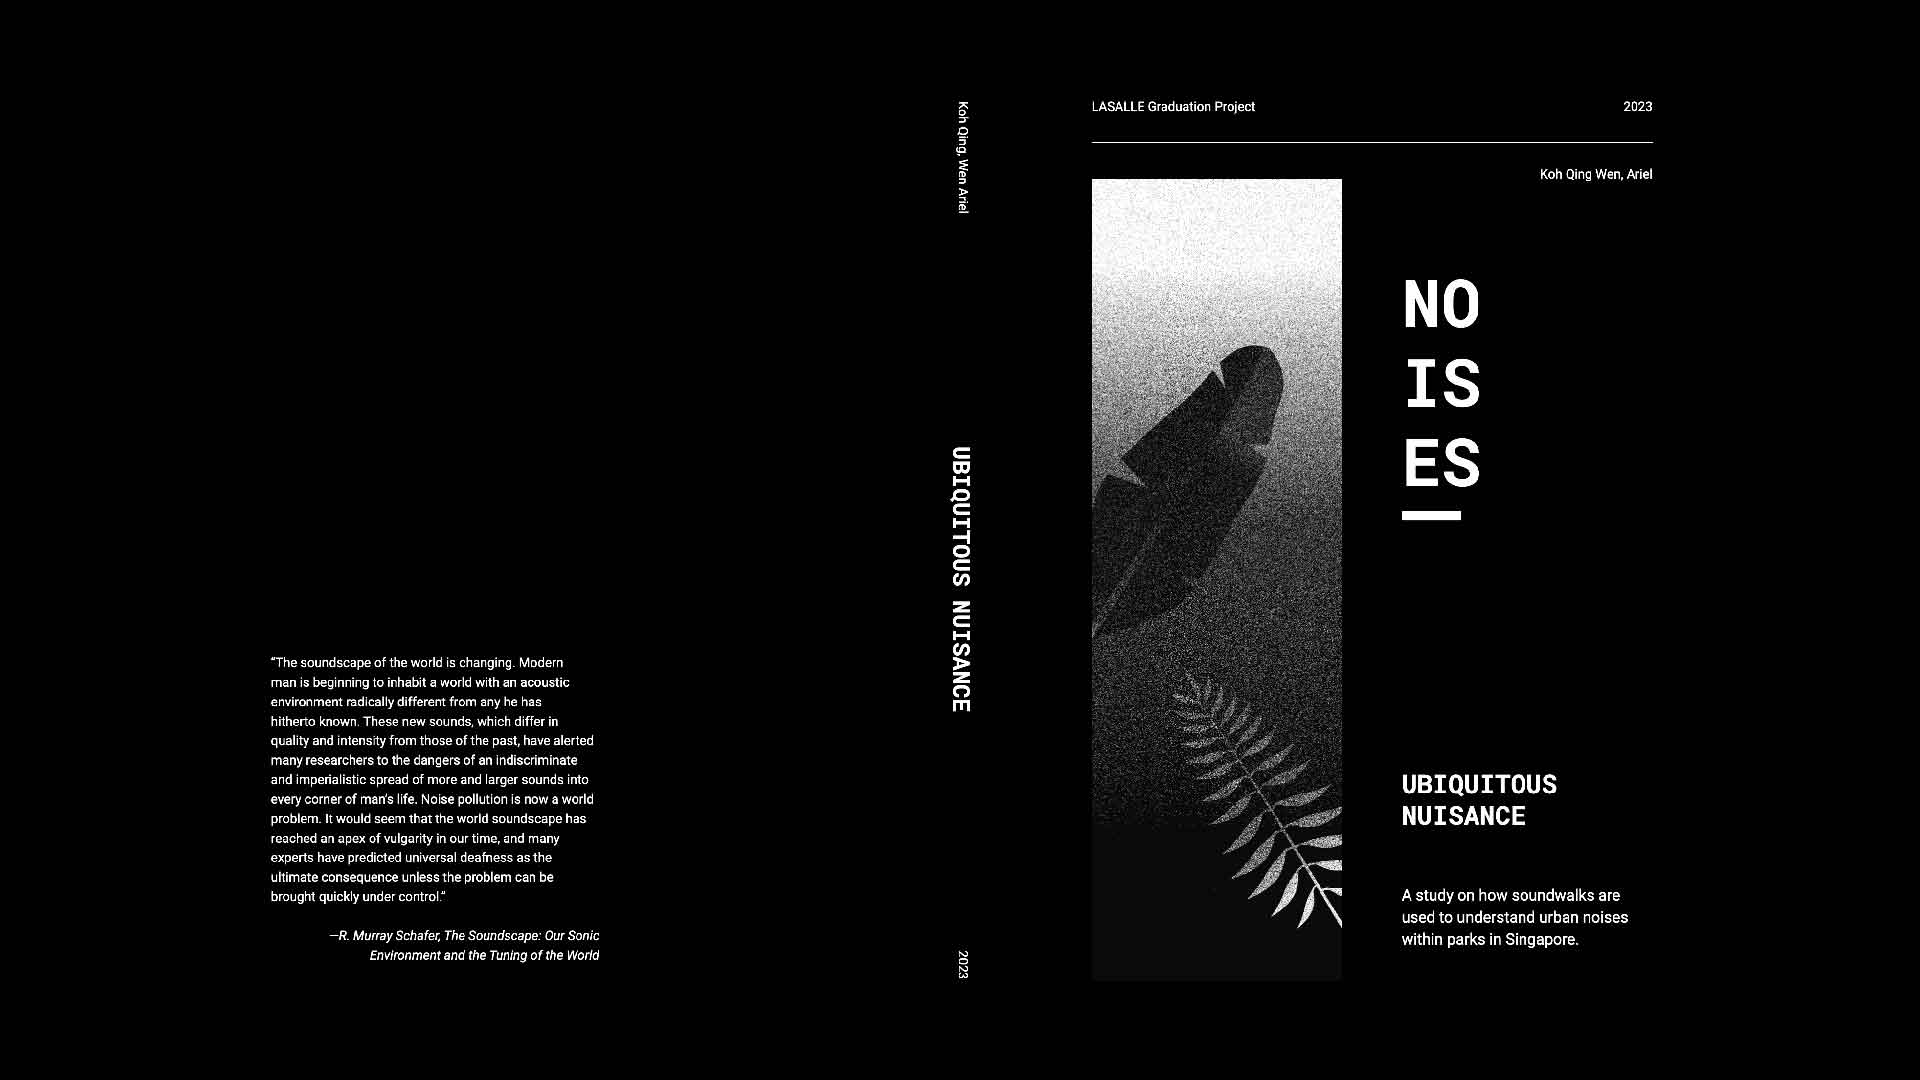 “The soundscape of the world is changing. Modern
man is beginning to inhabit a world with an acoustic
environment radically different from any he has
hitherto known. These new sounds, which differ in
quality and intensity from those of the past, have alerted
many researchers to the dangers of an indiscriminate
and imperialistic spread of more and larger sounds into
every corner of man’s life. Noise pollution is now a world
problem. It would seem that the world soundscape has
reached an apex of vulgarity in our time, and many
experts have predicted universal deafness as the
ultimate consequence unless the problem can be
brought quickly under control.”
—R. Murray Schafer, The Soundscape: Our Sonic
Environment and the Tuning of the World
Koh Qing, Wen Ariel
UBIQUITOUS NUISANCE
2023
LASALLE Graduation Project
2023
Koh Qing Wen, Ariel
NO
IS
ES
UBIQUITOUS
NUISANCE
A study on how soundwalks are
used to understand urban noises
within parks in Singapore.